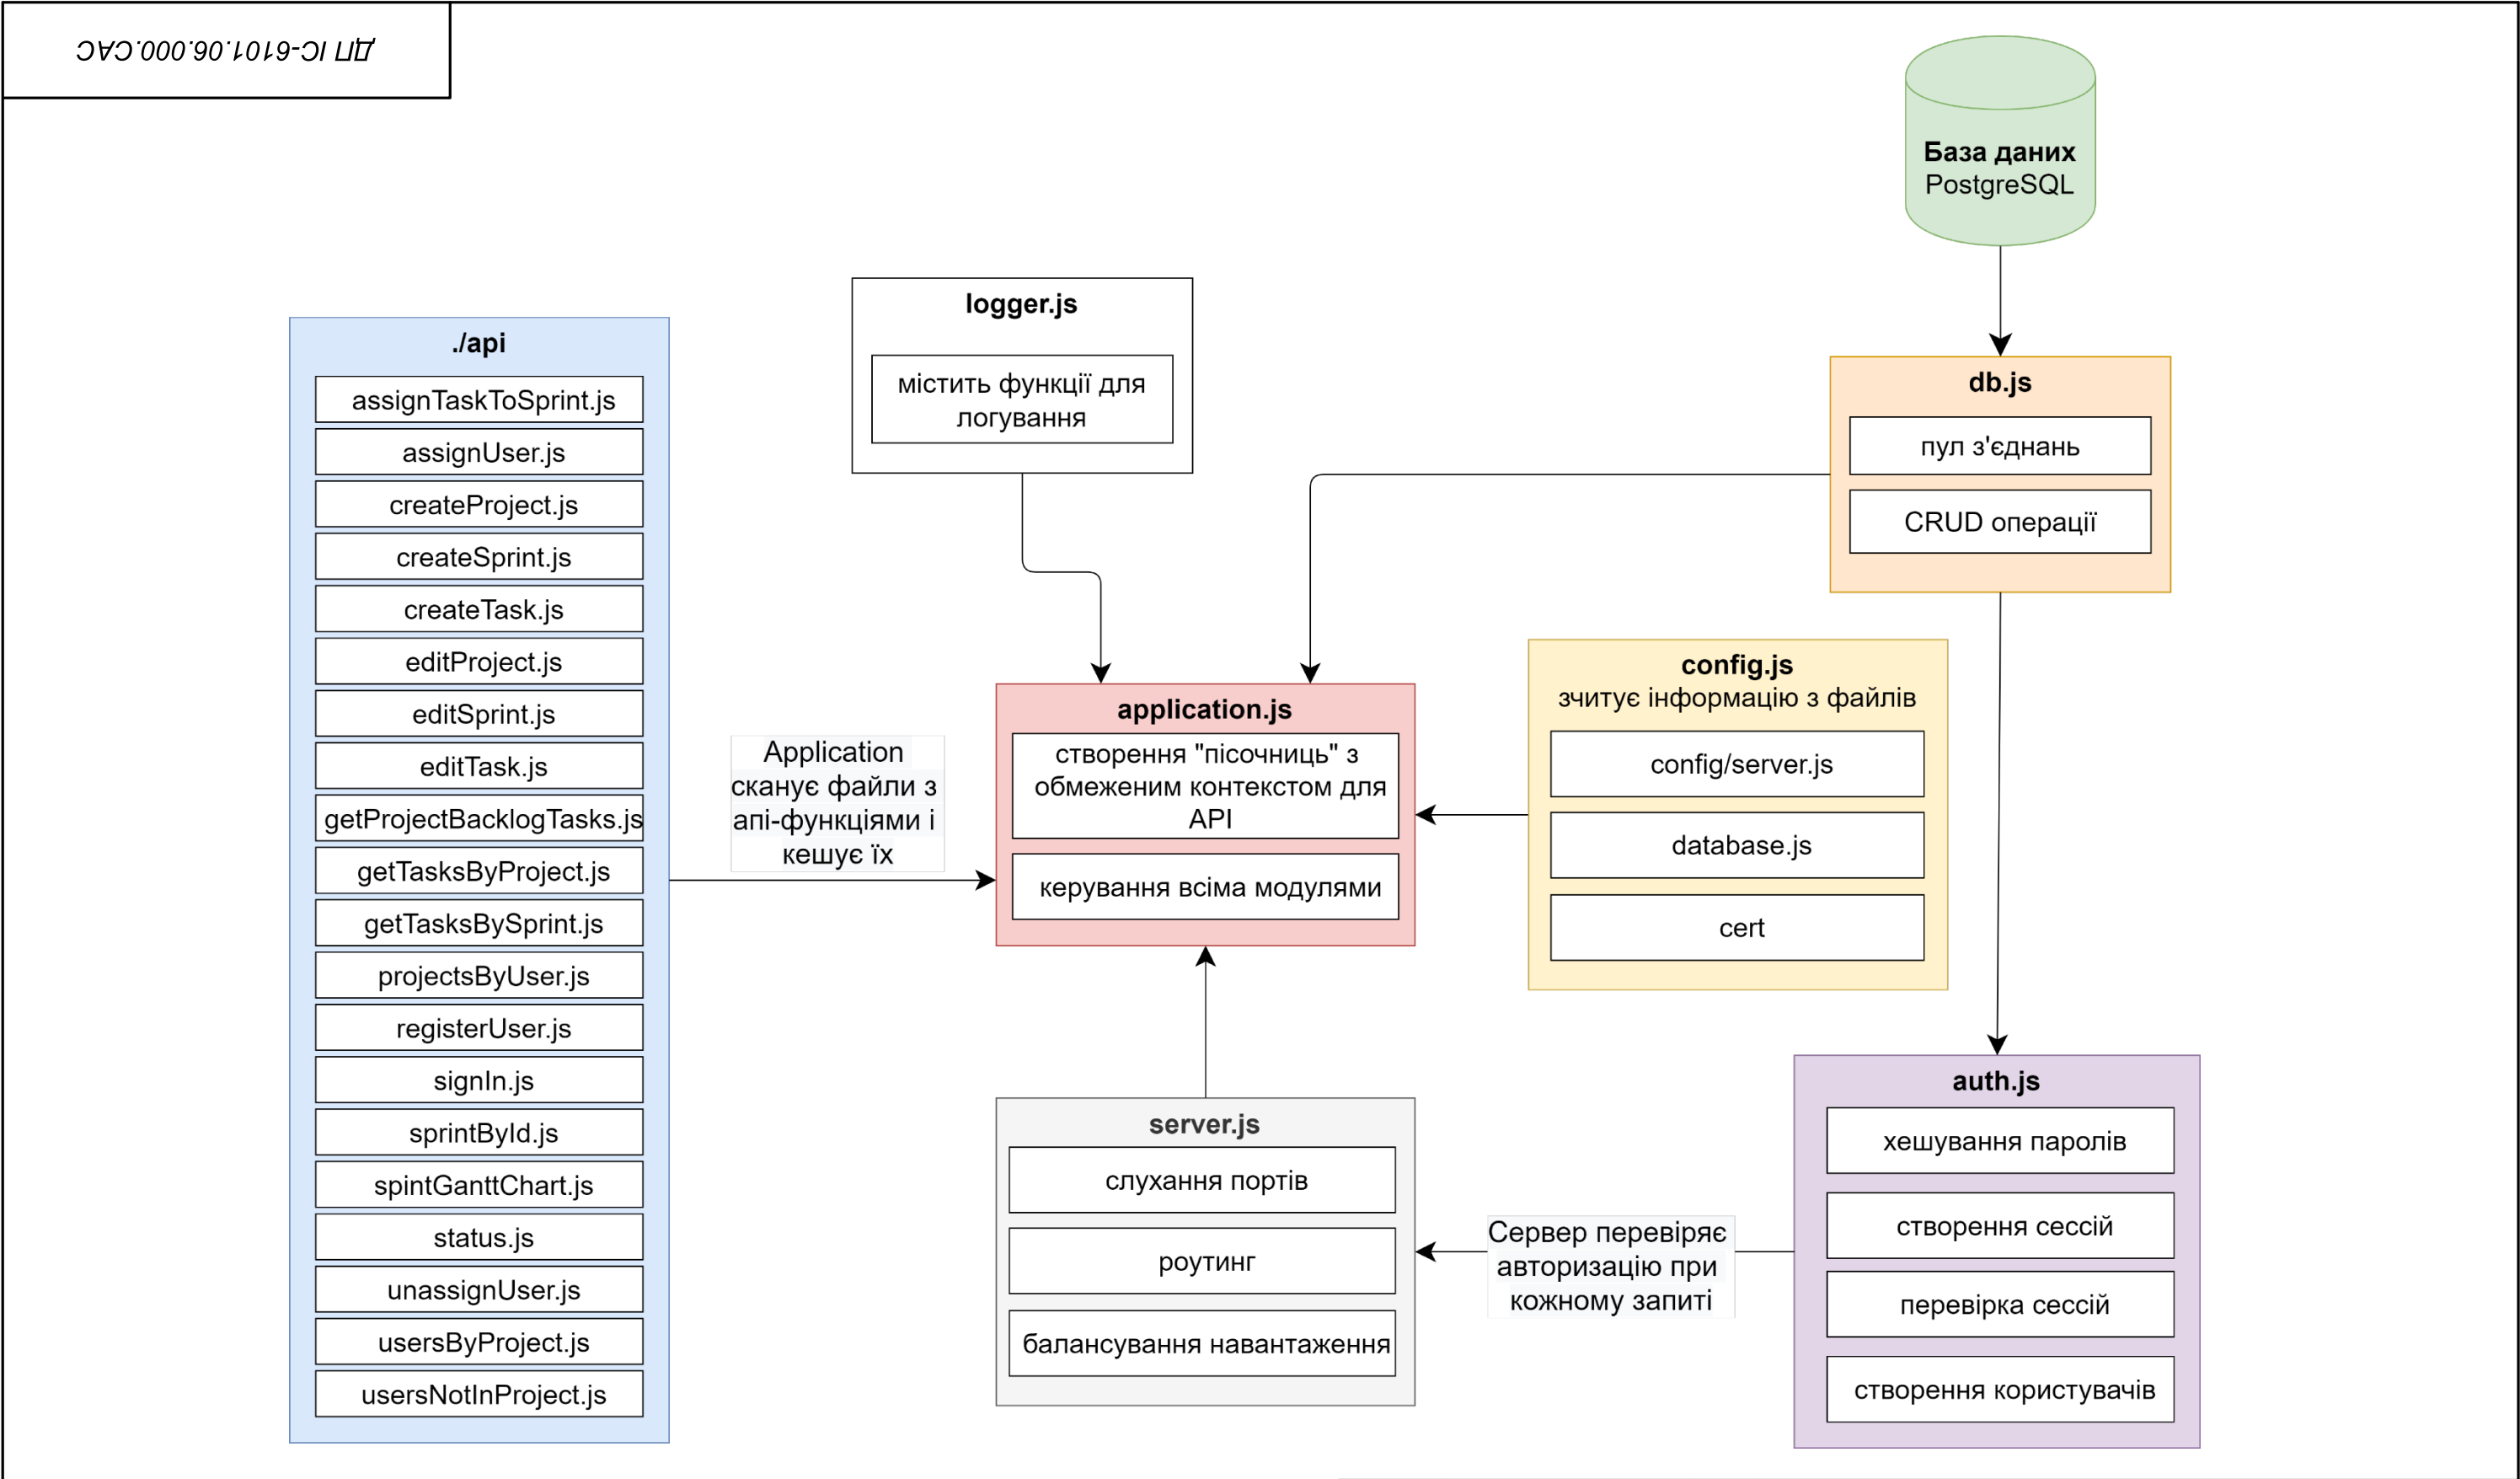 ДП ІС-6101.06.000.САС
База даних
PostgreSQL
logger.js
містить функції для
логування
./api
assignTaskToSprint.js
assignUser.js
createProject.js
createSprint.js
createTask.js
editProject.js
editSprint.js
editTask.js
getProjectBacklogTasks.js
getTasksByProject.js
getTasksBySprint.js
projectsByUser.js
registerUser.js
signIn.js
sprintById.js
spintGanttChart.js
status.js
unassignUser.js
usersByProject.js
usersNotInProject.js
Application
сканує файли з
апі-функціями і
кешує їх
db.js
пул з'єднань
CRUD операції
application.js
створення "пісочниць" з
обмеженим контекстом для
API
керування всіма модулями
config.js
зчитує інформацію з файлів
config/server.js
database.js
cert
server.js
слухання портів
роутинг
балансування навантаження
Сервер перевіряє
авторизацію при
кожному запиті
auth.js
хешування паролів
створення сессій
перевірка сессій
створення користувачів